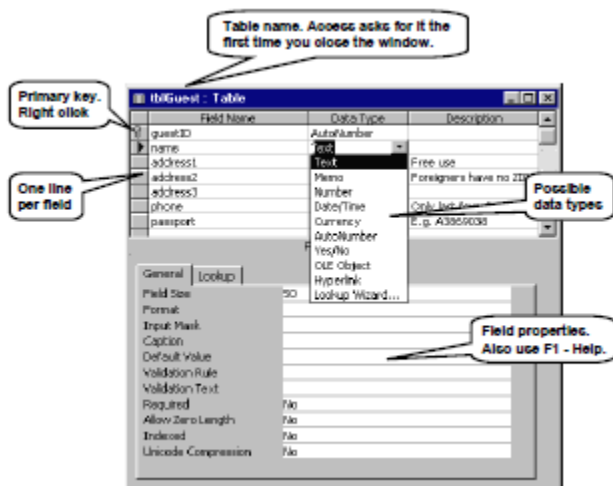 Table name. Access asks for it the
first time you close the window.
Primary key.
Right click
tblGuest : Table
Field Name Data Type Description
guestID AutoNumber
name Text
address1 Text Free use
address2 Memo Foreigners have no
address3 Number
phone Date/Time Only
passport Currency E.g. A3869038
AutoNumber
Yes/No
OLE Object
Hyperlink
Lookup Wizard...
One line
per field
Possible
data types
General Lookup
Field Size 50
Format
Input Mask
Caption
Default Value
Validation Rule
Validation Text
Required No
Allow Zero Length No
Indexed No
Unicode Compression No
Field properties.
Also use F1 - Help.